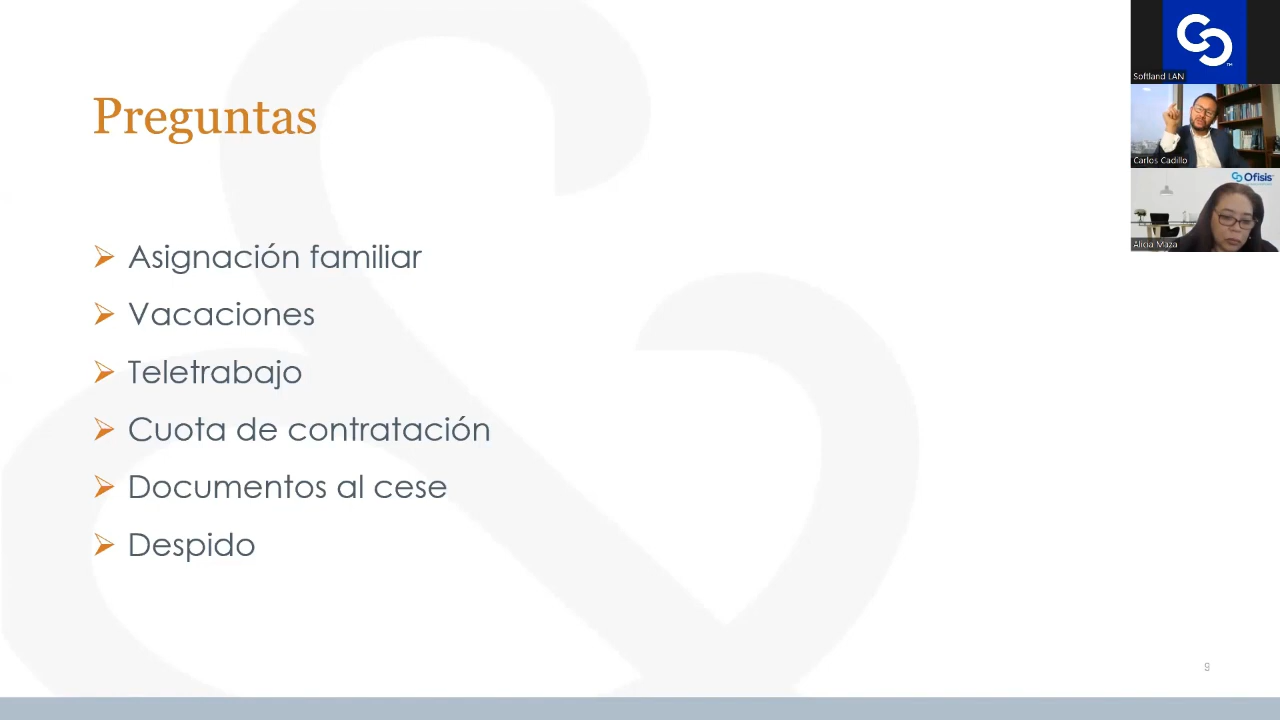 Preguntas
Asignación familiar
Vacaciones
Teletrabajo
Cuota de contratación
Documentos al cese
Despido
9
Softland LAN
Carlos Cadillo
Ofisis
Alicia Maza